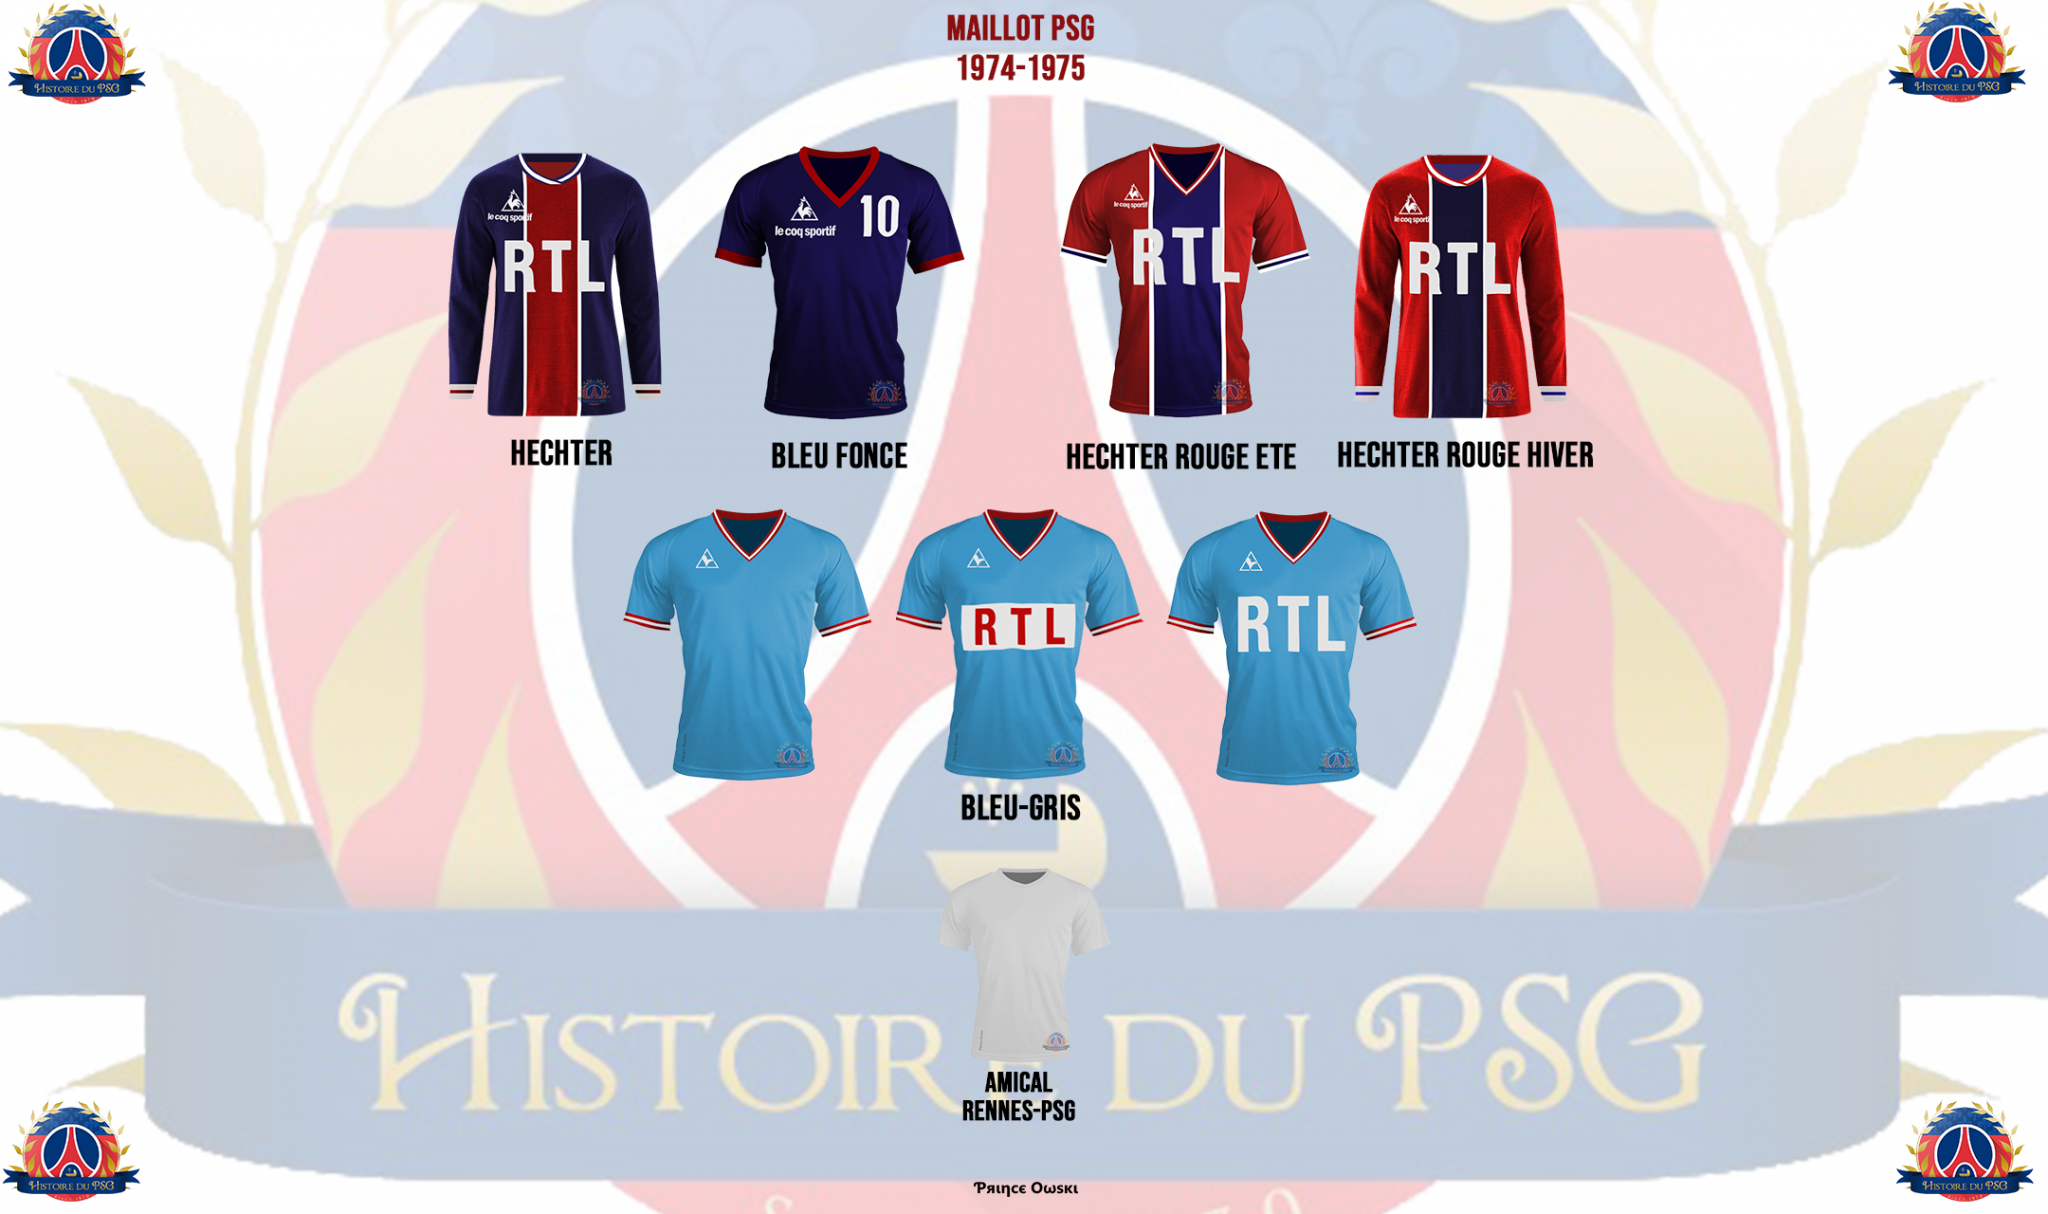 HISTOIRE DU PSG
MAILLOT PSG
1974-1975
HISTOIRE DU PSG
le coq sportif
RTL
le coq sportif
10
le coq sportif
RTL
le coq sportif
RTL
HECHTER
BLEU FONCE
HECHTER ROUGE ETE
HECHTER ROUGE HIVER
RTL
RTL
BLEU-GRIS
HISTOIRE DU PSG
AMICAL
RENNES-PSG
HISTOIRE DU PSG
Prince Owski
HISTOIRE DU PSG